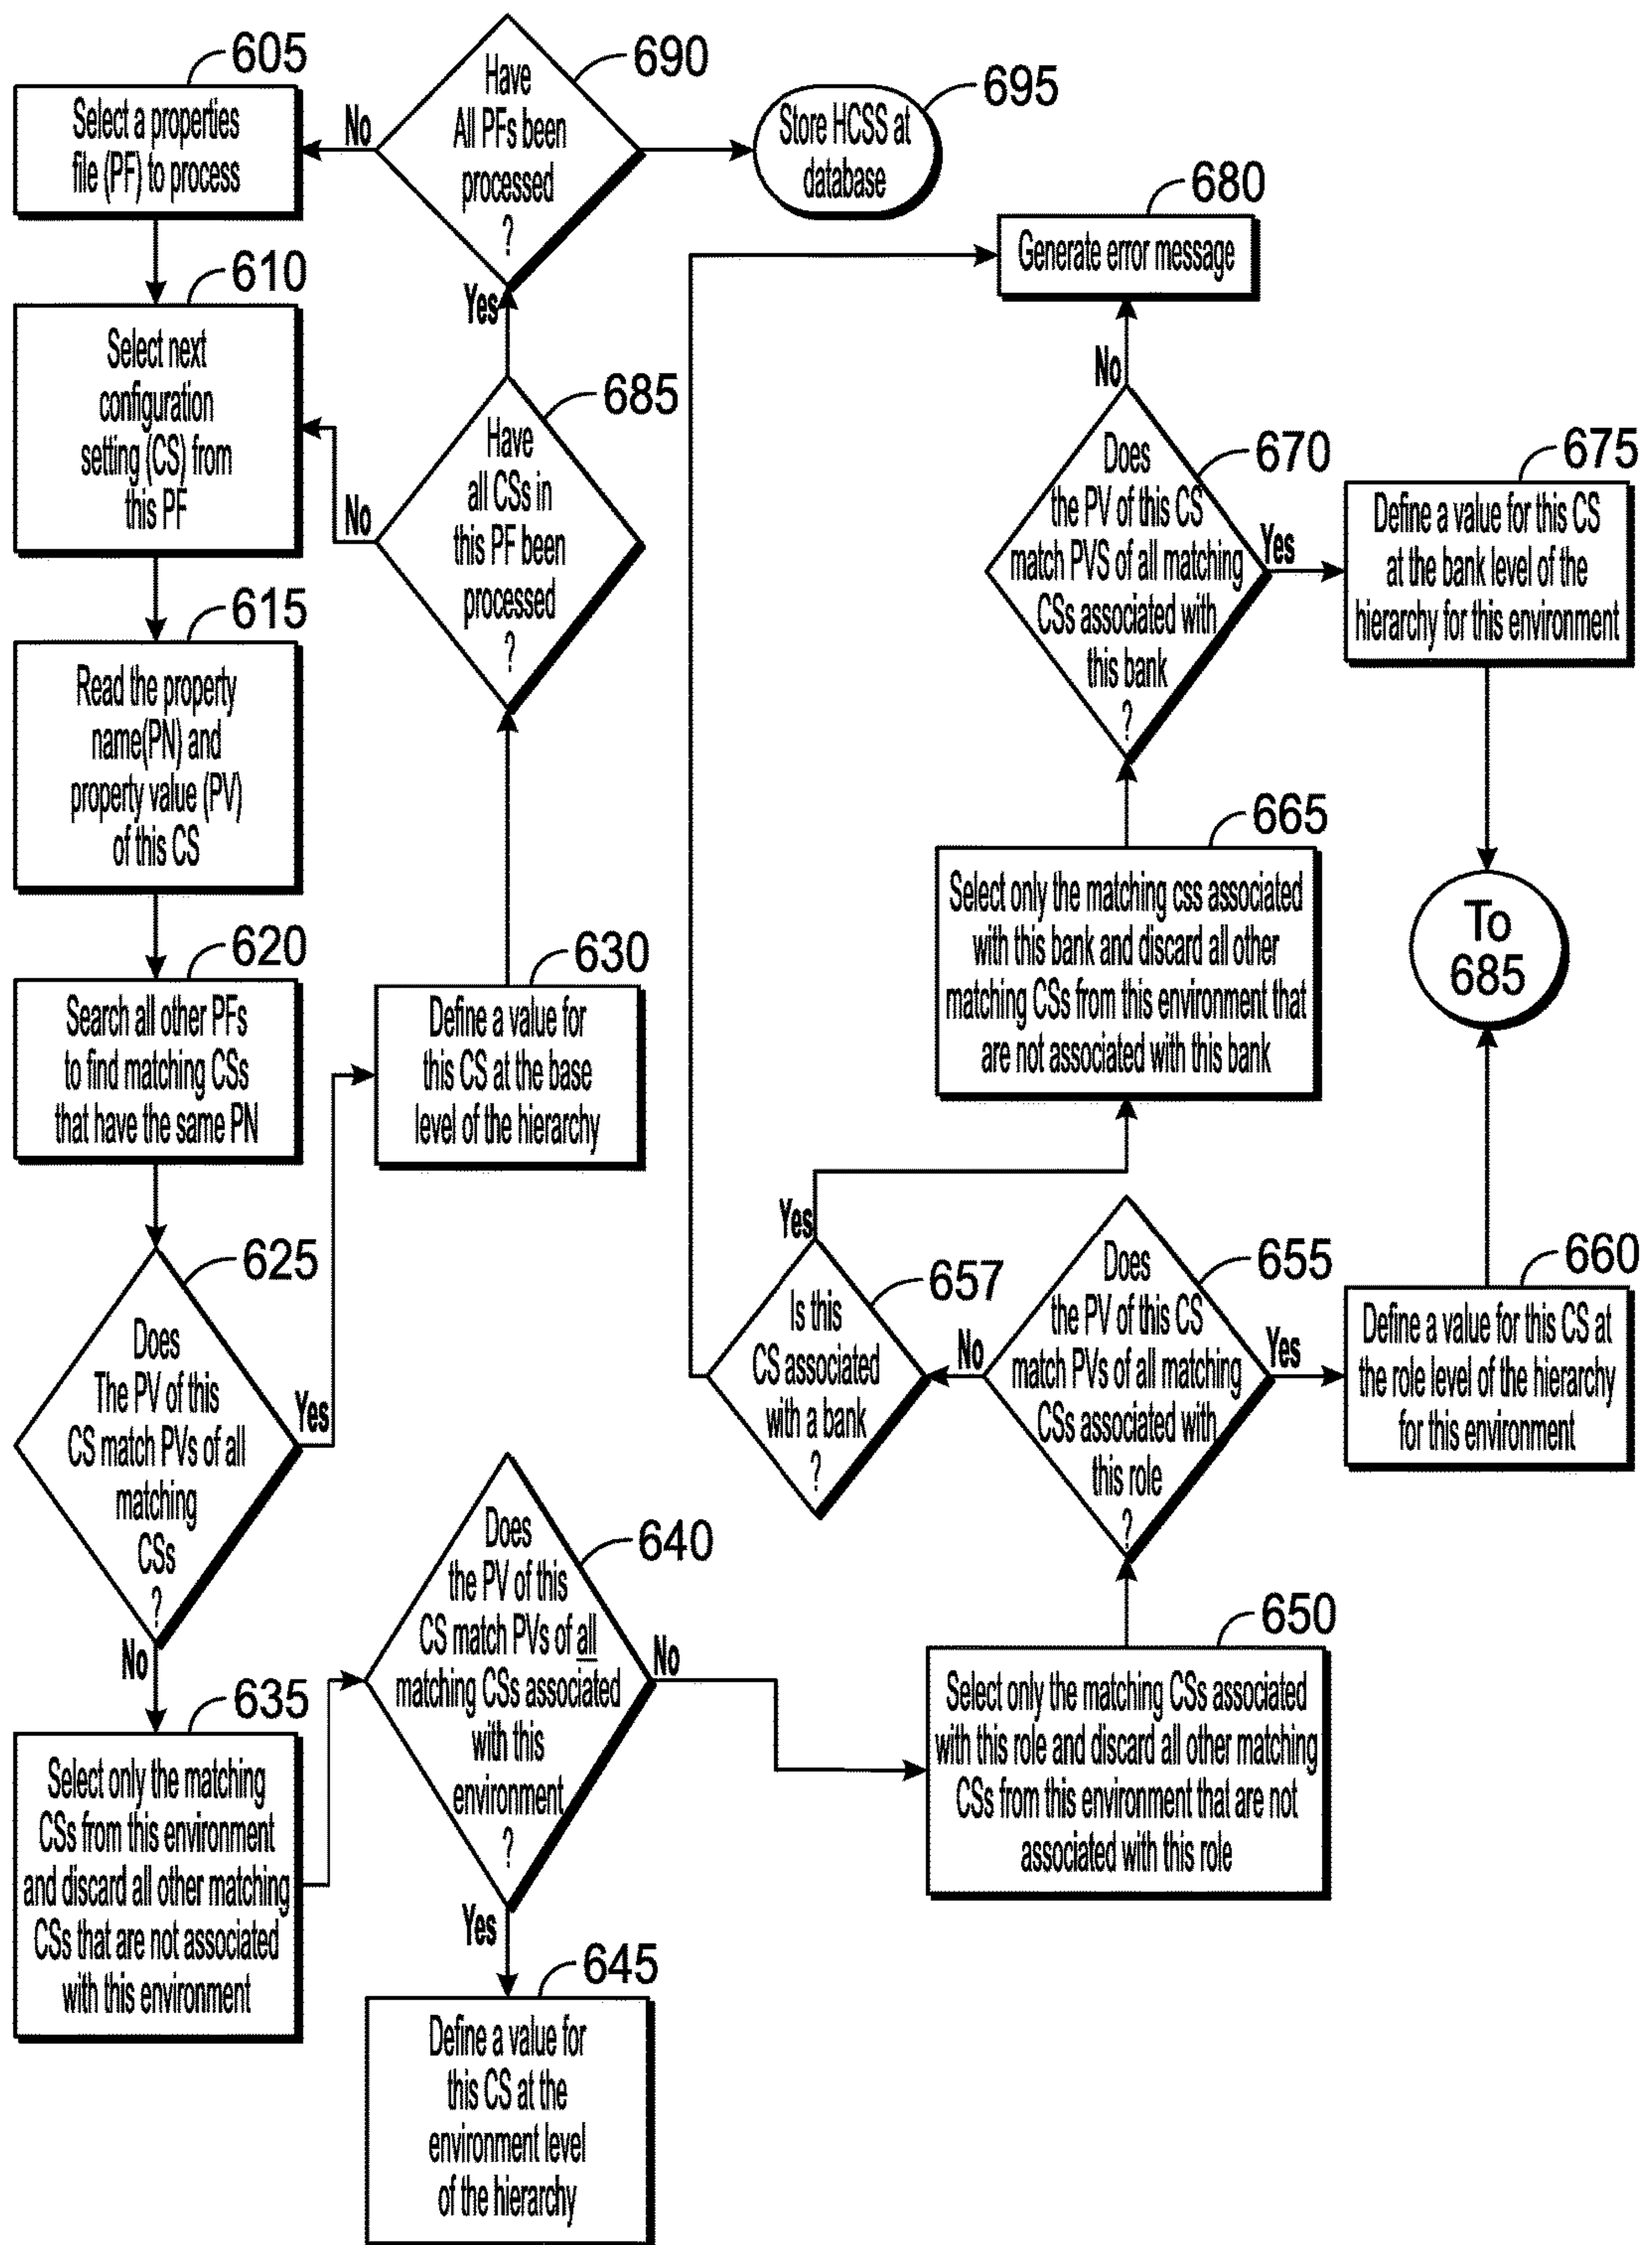 605
Select a properties
file (PF) to process
610
Select next
configuration
setting (CS) from
this PF
615
Read the property
name(PN) and
property value (PV)
of this CS
620
Search all other PFs
to find matching CSs
that have the same PN
625
Does
The PV of this
CS match PVs of all
matching
CSs
?
Yes
No
630
Define a value for
this CS at the base
level of the hierarchy
635
Select only the matching
CSs from this environment
and discard all other matching
CSs that are not associated
with this environment
640
Does
the PV of this
CS match PVs of all
matching CSs associated
with this
environment
?
No
Yes
645
Define a value for
this CS at the
environment level
of the hierarchy
650
Select only the matching CSs associated
with this role and discard all other matching
CSs from this environment that are not
associated with this role
655
Does
the PV of this CS
match PVs of all matching
CSs associated with
this role
?
No
Yes
657
Is this
CS associated
with a bank
?
Yes
660
Define a value for this CS at
the role level of the hierarchy
for this environment
665
Select only the matching css associated
with this bank and discard all other
matching CSs from this environment that
are not associated with this bank
670
Does
the PV of this CS
match PVS of all matching
CSs associated with
this bank
?
No
Yes
675
Define a value for this CS
at the bank level of the
hierarchy for this environment
To
685
680
Generate error message
685
Have
all CSs in
this PF been
processed
?
No
Yes
690
Have
All PFs been
processed
?
No
695
Store HCSS at
database